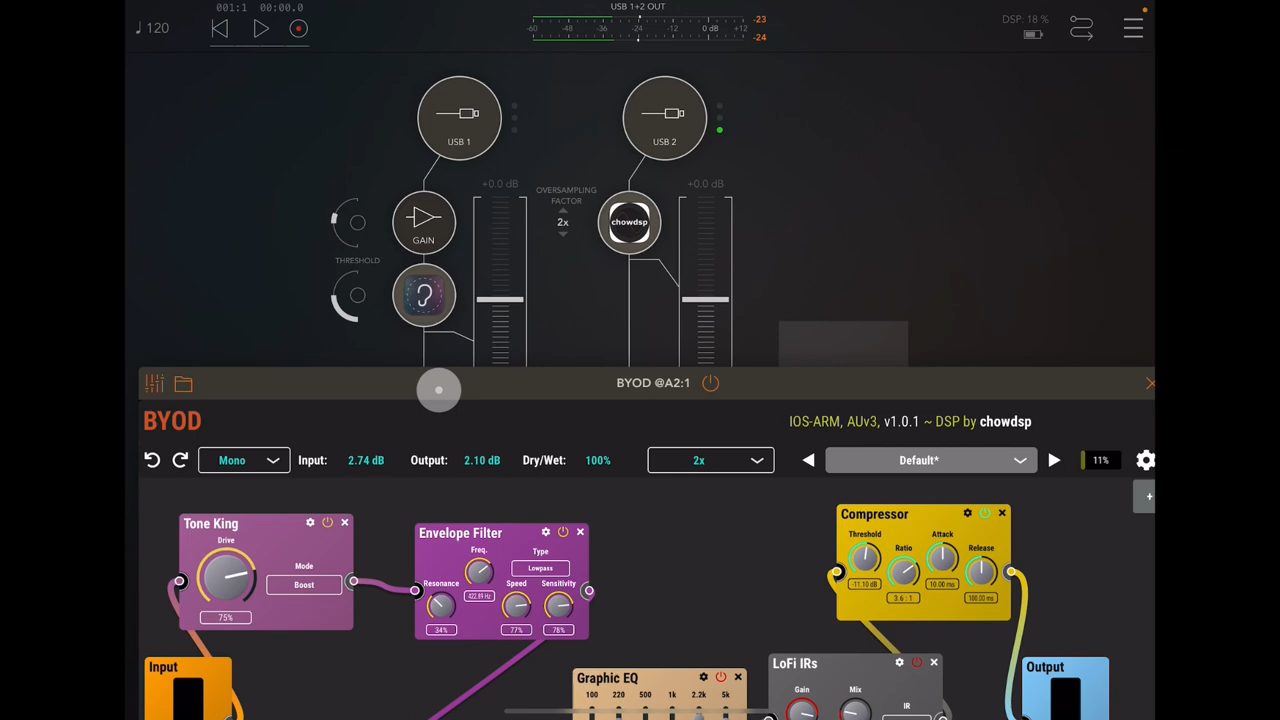 001:1 00:00.0
USB 1+2 OUT
120
-60 -48 -36 -24 -12 0 dB +12
-23
-24
DSP: 18 %
USB 1
USB 2
+0.0 dB
OVERSAMPLING
FACTOR
2x
+0.0 dB
GAIN
chowdsp
THRESHOLD
BYOD @A2:1
BYOD
IOS-ARM, AUv3, v1.0.1 ~ DSP by chowdsp
Mono
Input: 2.74 dB
Output: 2.10 dB
Dry/Wet: 100%
2x
Default*
11%
+
Tone King
Drive
Mode
Boost
75%
Envelope Filter
Freq.
Type
Lowpass
422.89 Hz
Resonance
Speed
Sensitivity
34%
77%
78%
Compressor
Threshold
Ratio
Attack
Release
-11.10 dB
3.6 : 1
10.00 ms
100.00 ms
Input
Graphic EQ
100 220 500 1k 2.2k 5k
LoFi IRs
Gain
Mix
IR
Output